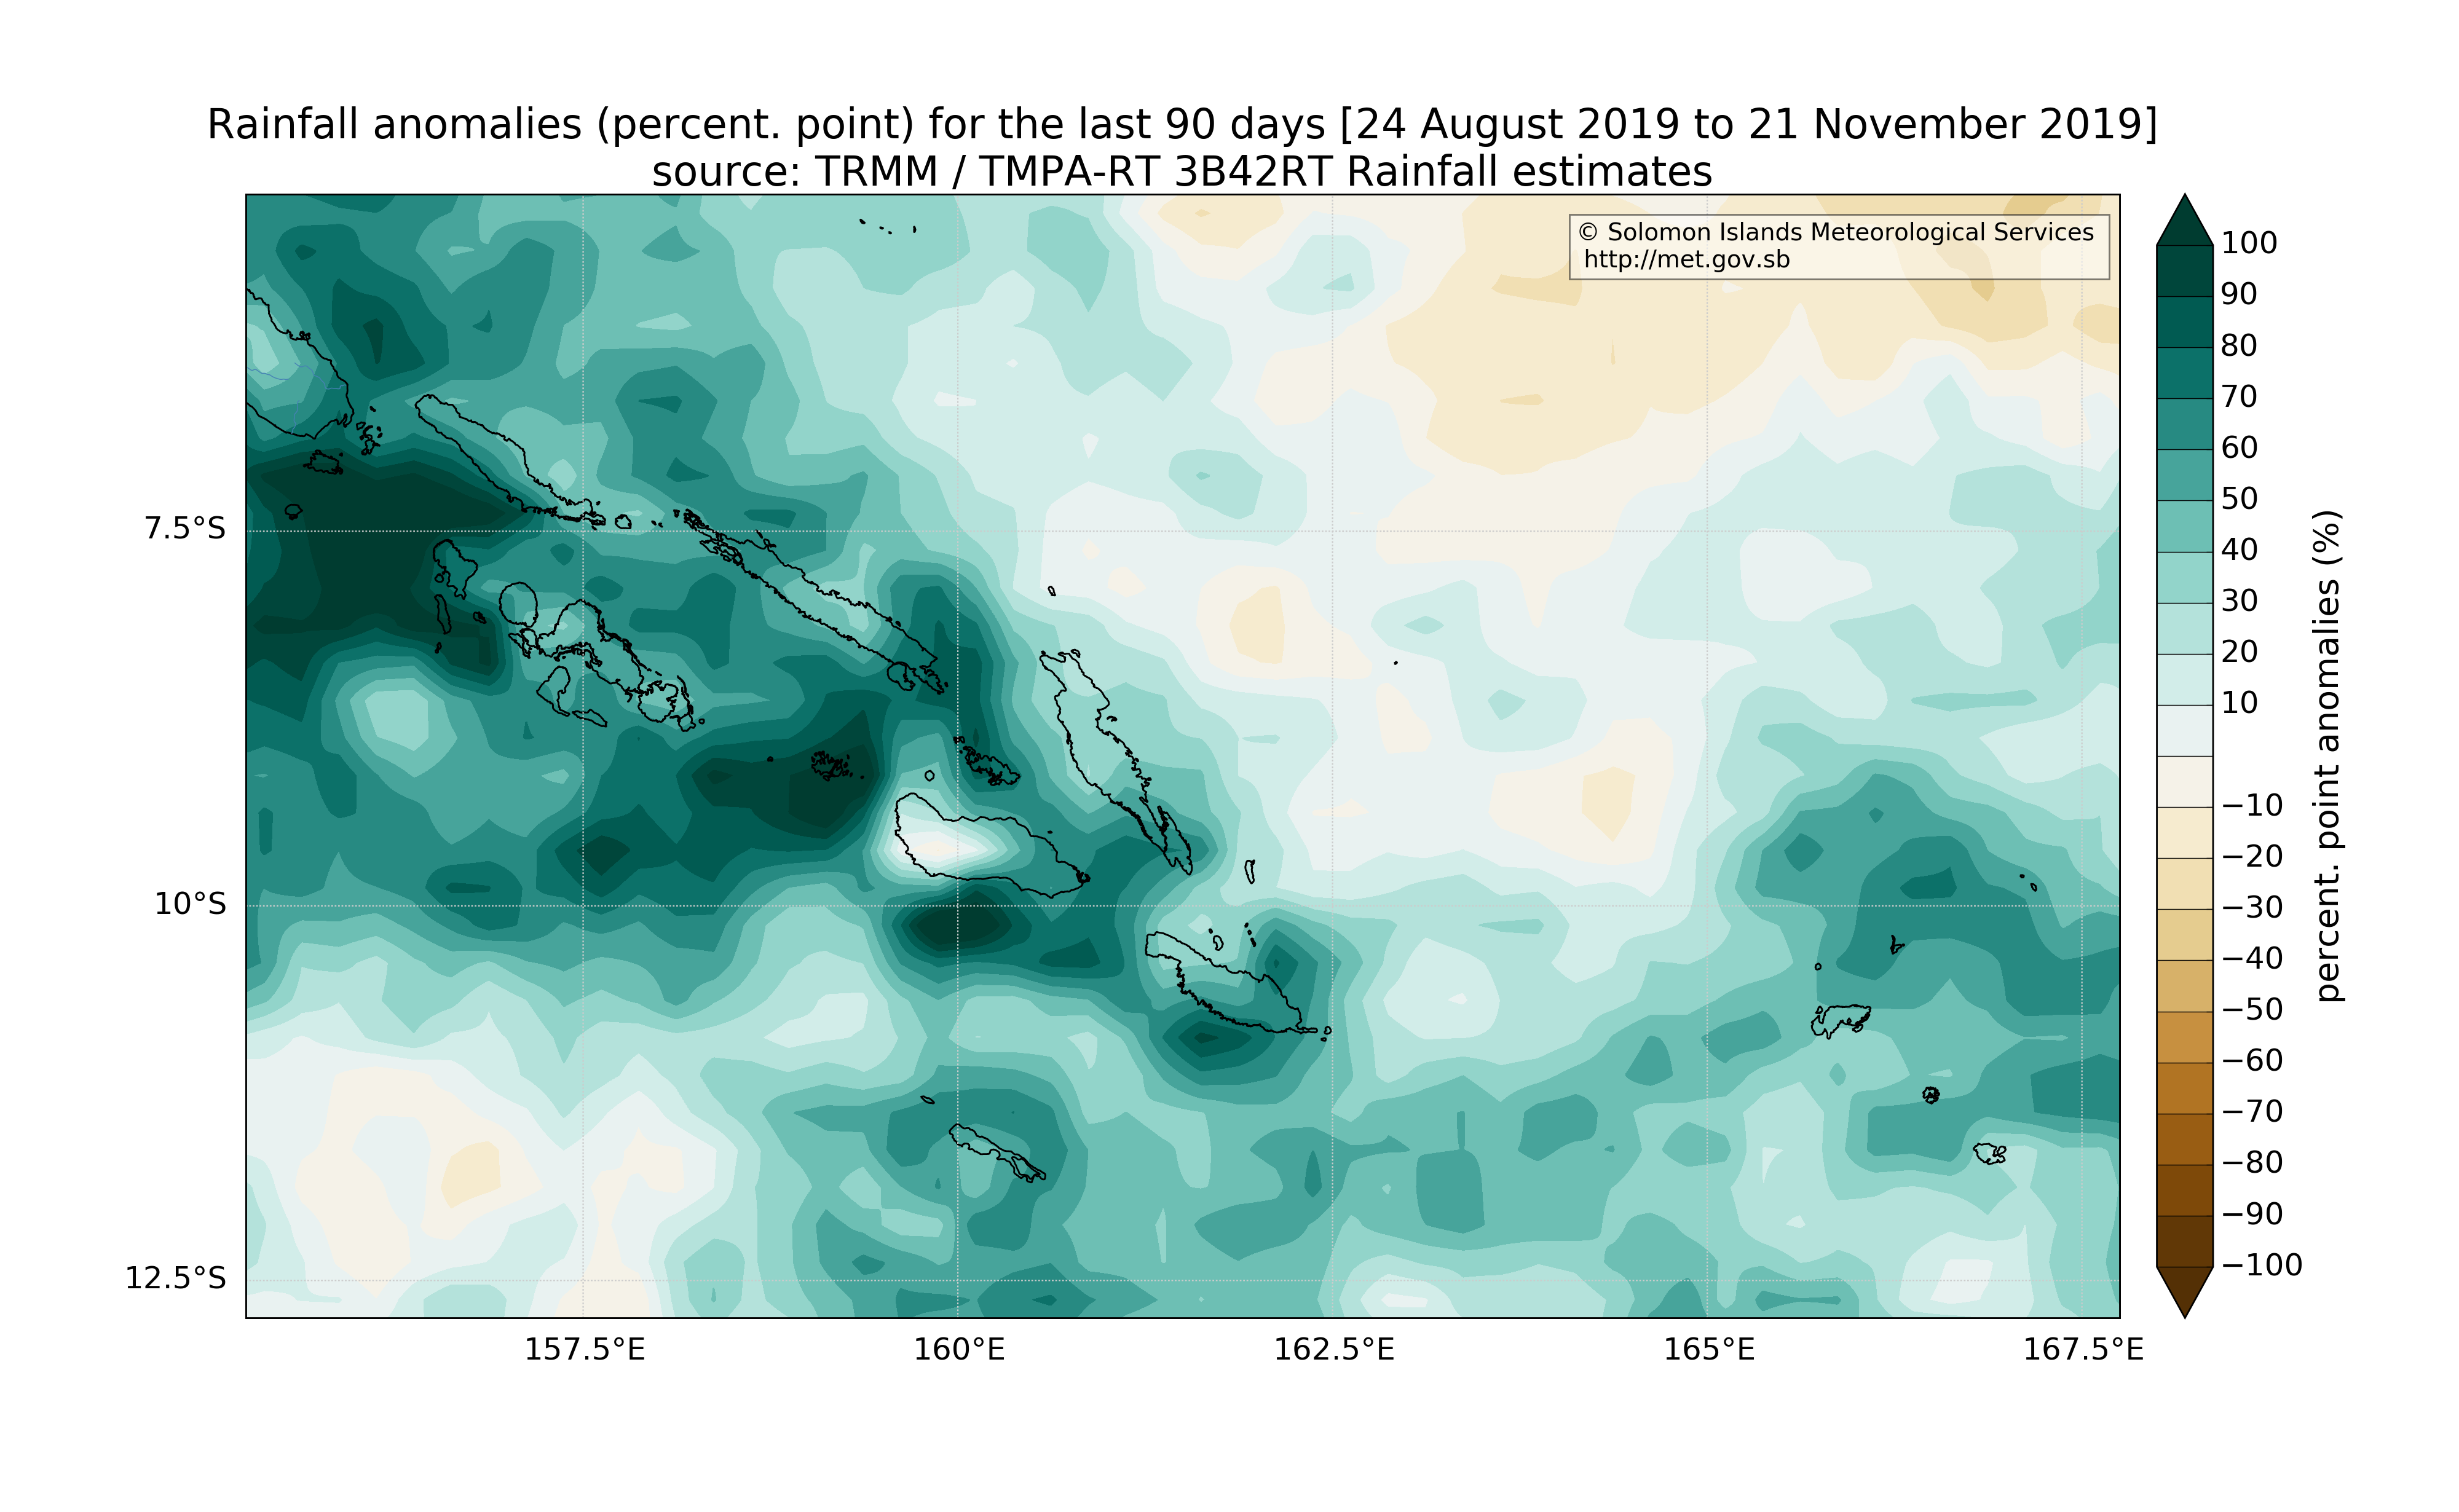 Rainfall anomalies (percent. point) for the last 90 days [24 August 2019 to 21 November 2019]
source: TRMM / TMPA-RT 3B42RT Rainfall estimates
© Solomon Islands Meteorological Services
http://met.gov.sb
7.5°S
10°S
12.5°S
157.5°E
160°E
162.5°E
165°E
167.5°E
100
90
80
70
60
50
40
30
20
10
−10
−20
−30
−40
−50
−60
−70
−80
−90
−100
percent. point anomalies (%)